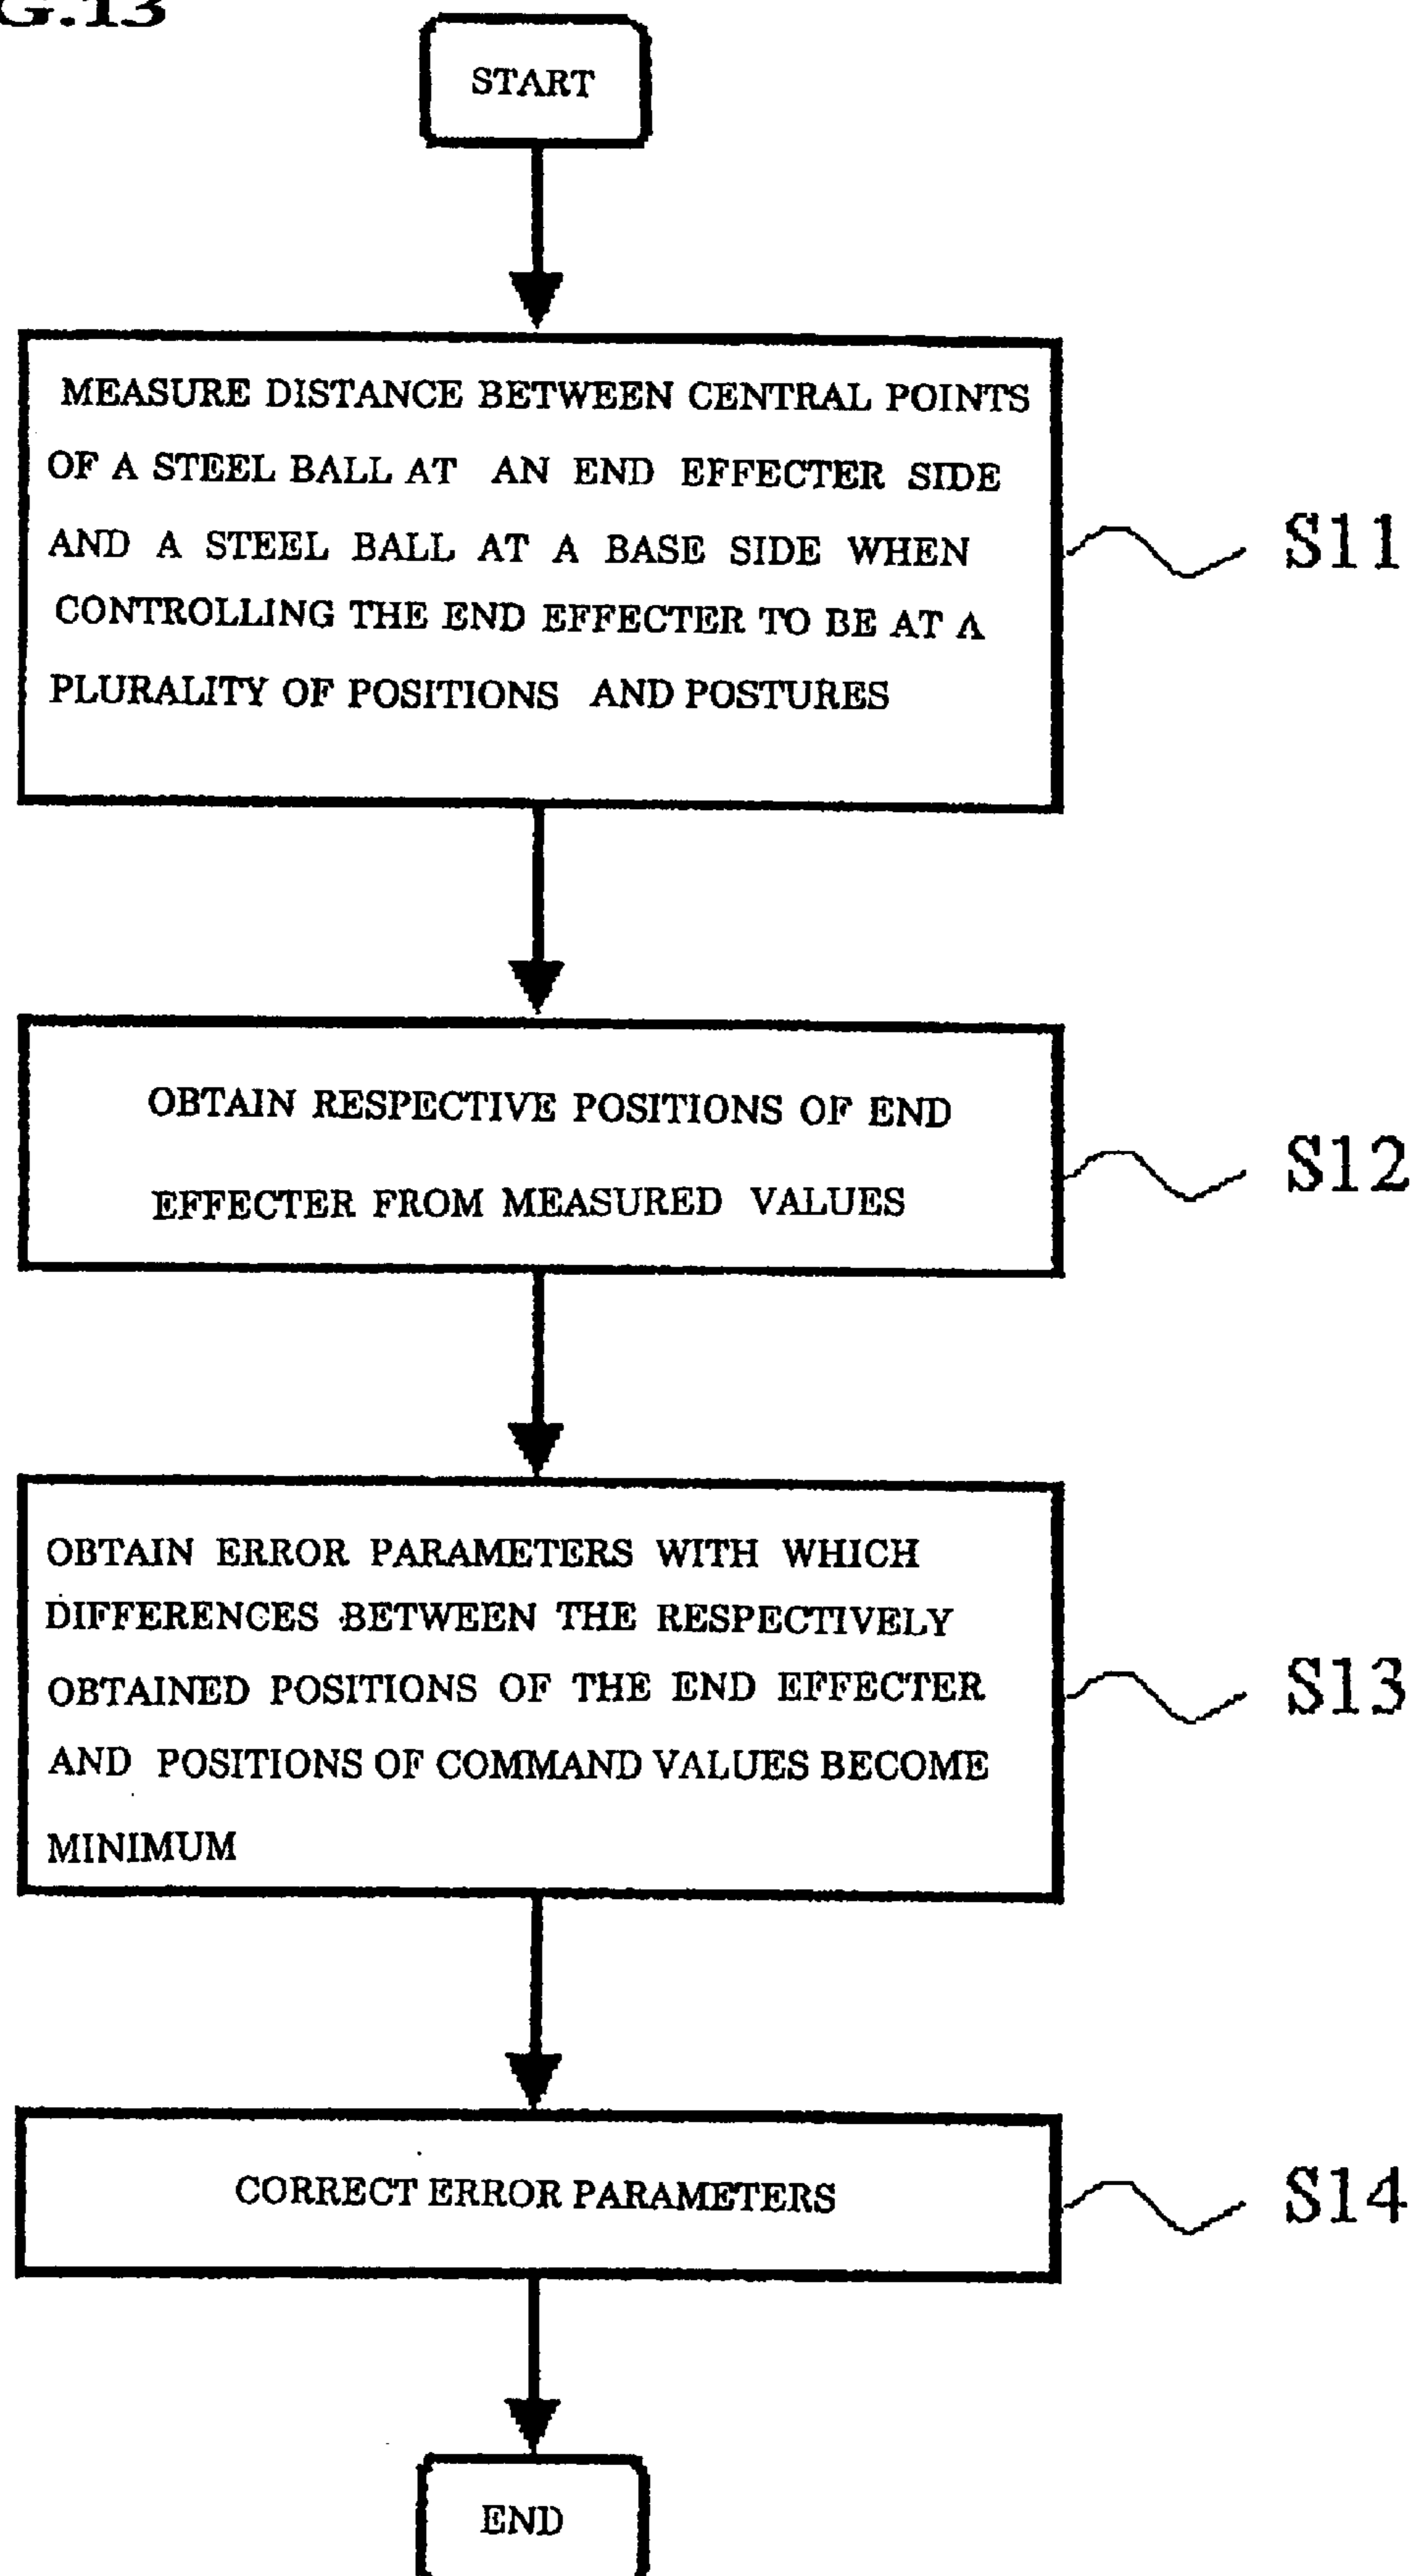 G.13
START
MEASURE DISTANCE BETWEEN CENTRAL POINTS
OF A STEEL BALL AT AN END EFFECTER SIDE
AND A STEEL BALL AT A BASE SIDE WHEN
CONTROLLING THE END EFFECTER TO BE AT A
PLURALITY OF POSITIONS AND POSTURES
S11
OBTAIN RESPECTIVE POSITIONS OF END
EFFECTER FROM MEASURED VALUES
S12
OBTAIN ERROR PARAMETERS WITH WHICH
DIFFERENCES BETWEEN THE RESPECTIVELY
OBTAINED POSITIONS OF THE END EFFECTER
AND POSITIONS OF COMMAND VALUES BECOME
MINIMUM
S13
CORRECT ERROR PARAMETERS
S14
END